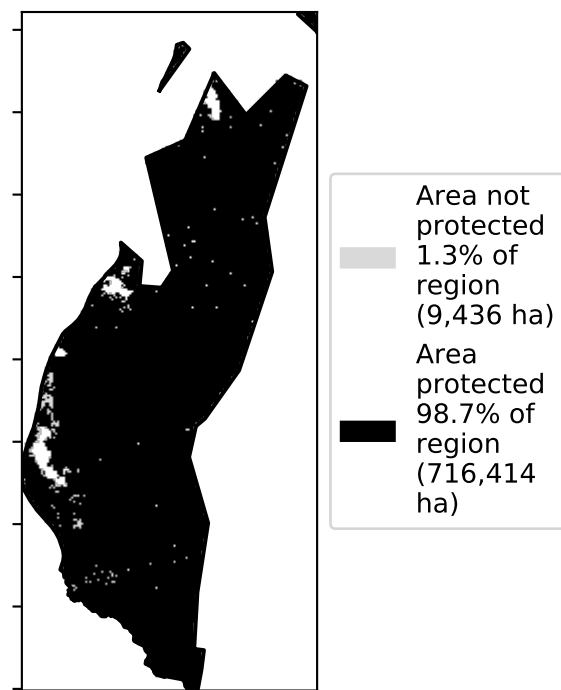 Area not
protected
1.3% of
region
(9,436 ha)
Area
protected
98.7% of
region
(716,414
ha)